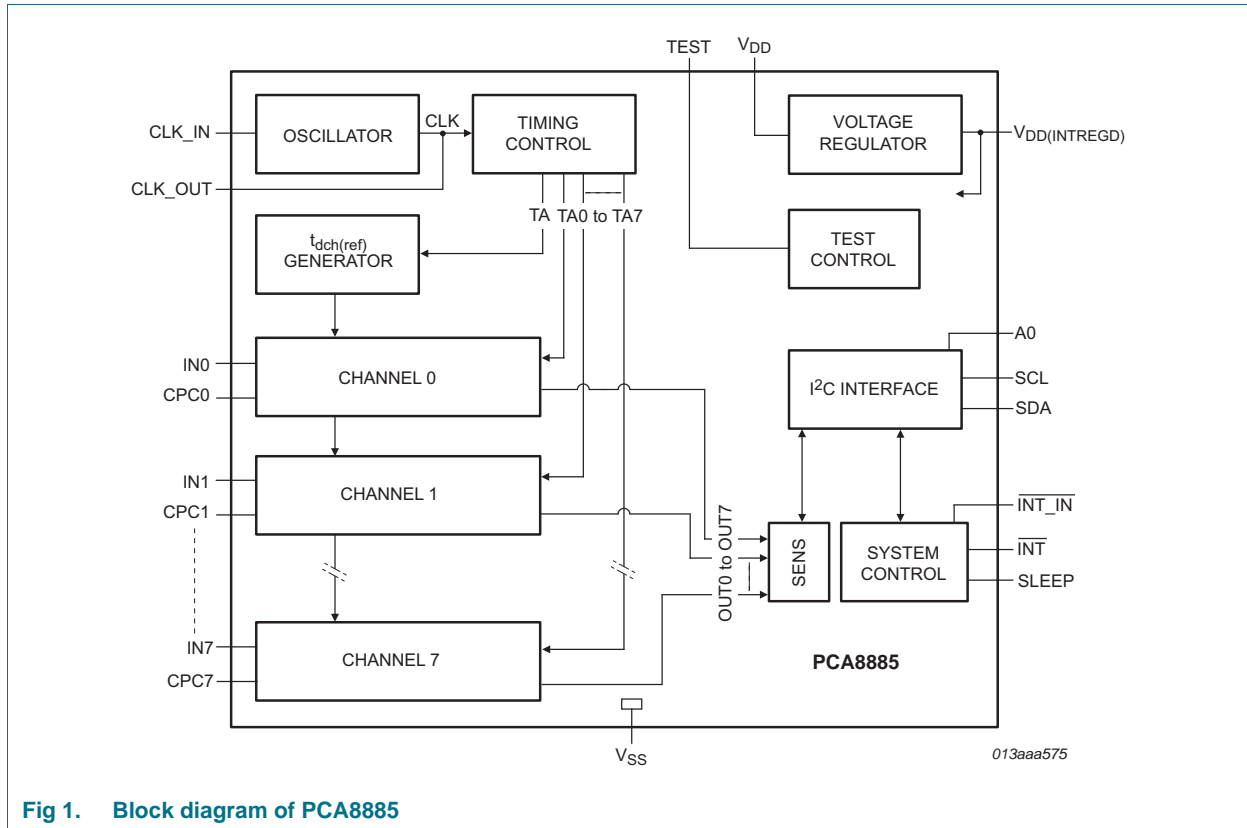 TEST
VDD
CLK_IN
OSCILLATOR
CLK
TIMING
CONTROL
VOLTAGE
REGULATOR
VDD(INTREGD)
CLK_OUT
TA TA0 to TA7
tdch(ref)
GENERATOR
TEST
CONTROL
A0
IN0
CHANNEL 0
CPC0
I2C INTERFACE
SCL
SDA
IN1
CHANNEL 1
CPC1
OUT0 to OUT7
SENS
SYSTEM
CONTROL
INT_IN
INT
SLEEP
IN7
CHANNEL 7
CPC7
PCA8885
VSS
013aaa575
Fig 1. Block diagram of PCA8885